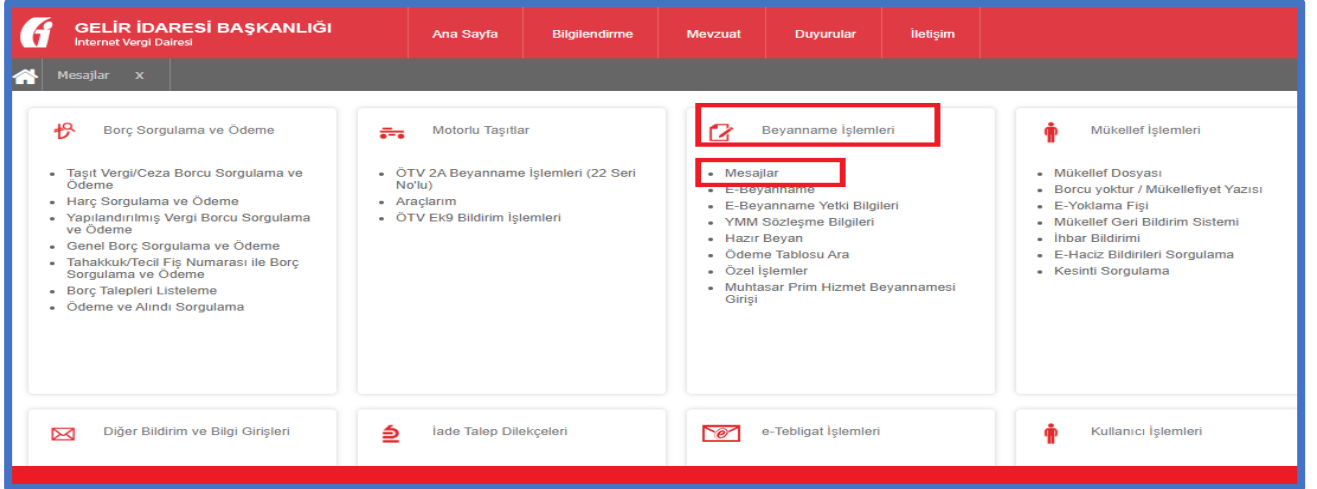 GELİR İDARESİ BAŞKANLIĞI
İnternet Vergi Dairesi
Ana Sayfa
Bilgilendirme
Mevzuat
Duyurular
İletişim
Mesajlar x
Borç Sorgulama ve Ödeme
Taşıt Vergi/Ceza Borcu Sorgulama ve
Ödeme
Harç Sorgulama ve Ödeme
Yapılandırılmış Vergi Borcu Sorgulama
ve Ödeme
Genel Borç Sorgulama ve Ödeme
Tahakkuk/Tecil Fiş Numarası ile Borç
Sorgulama ve Ödeme
Borç Talepleri Listeleme
Ödeme ve Alındı Sorgulama
Motorlu Taşıtlar
ÖTV 2A Beyanname İşlemleri (22 Seri
No'lu)
Araçlarım
ÖTV Ek9 Bildirim İşlemleri
Beyanname İşlemleri
Mesajlar
E-Beyanname
E-Beyanname Yetki Bilgileri
YMM Sözleşme Bilgileri
Hazır Beyan
Ödeme Tablosu Ara
Özel İşlemler
Muhtasar Prim Hizmet Beyannamesi
Girişi
Mükellef İşlemleri
Mükellef Dosyası
Borcu yoktur / Mükellefiyet Yazısı
E-Yoklama Fişi
Mükellef Geri Bildirim Sistemi
İhbar Bildirimi
E-Haciz Bildirileri Sorgulama
Kesinti Sorgulama
Diğer Bildirim ve Bilgi Girişleri
İade Talep Dilekçeleri
e-Tebligat İşlemleri
Kullanıcı İşlemleri